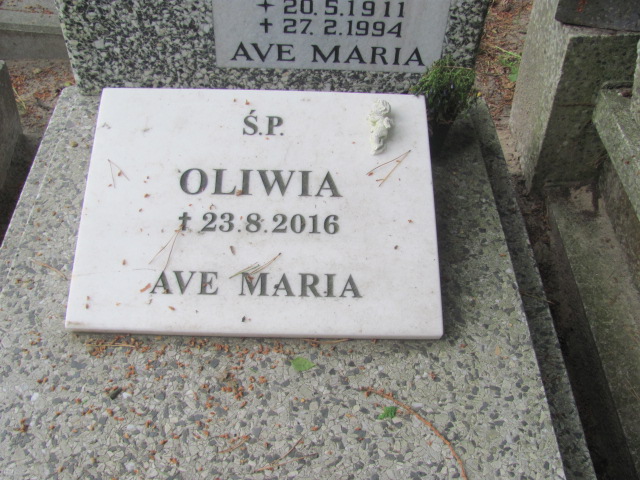 + 20.5.1911
+ 27.2.1994
AVE MARIA
Ś.P.
OLIWIA
† 23.8.2016
AVE MARIA